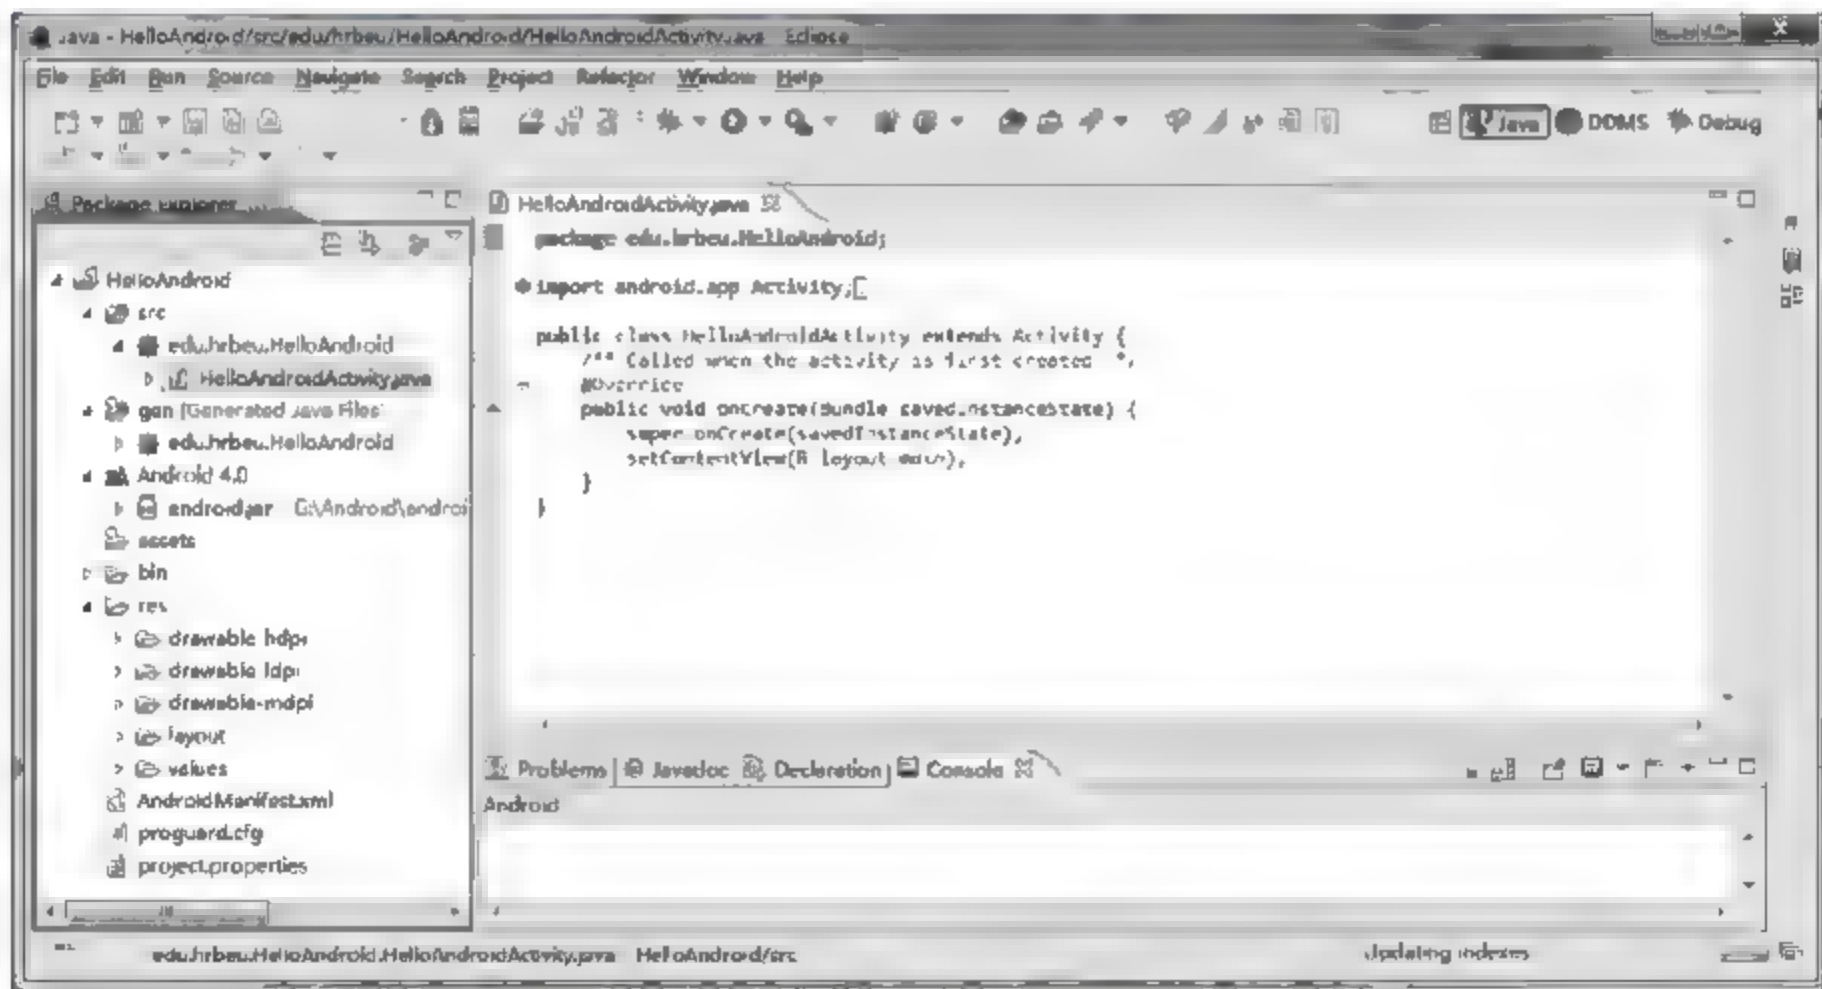 Java - HelloAndroid/src/edu/hrbeu/HelloAndroid/HelloAndroidActivity.java Eclipse
File Edit Run Source Navigate Search Project Refactor Window Help
Java DDMS Debug
Package Explorer
HelloAndroid
src
edu.hrbeu.HelloAndroid
HelloAndroidActivity.java
gen [Generated Java Files]
edu.hrbeu.HelloAndroid
Android 4.0
android.jar G:\Android\androi
assets
bin
res
drawable-hdpi
drawable-ldpi
drawable-mdpi
layout
values
AndroidManifest.xml
proguard.cfg
project.properties
HelloAndroidActivity.java
package edu.hrbeu.HelloAndroid;
import android.app.Activity;
public class HelloAndroidActivity extends Activity {
/** Called when the activity is first created. */
@Override
public void onCreate(Bundle savedInstanceState) {
super.onCreate(savedInstanceState);
setContentView(R.layout.main);
}
}
Problems @ Javadoc Declaration Console
Android
edu.hrbeu.HelloAndroid.HelloAndroidActivity.java HelloAndroid/src
Updating indexes